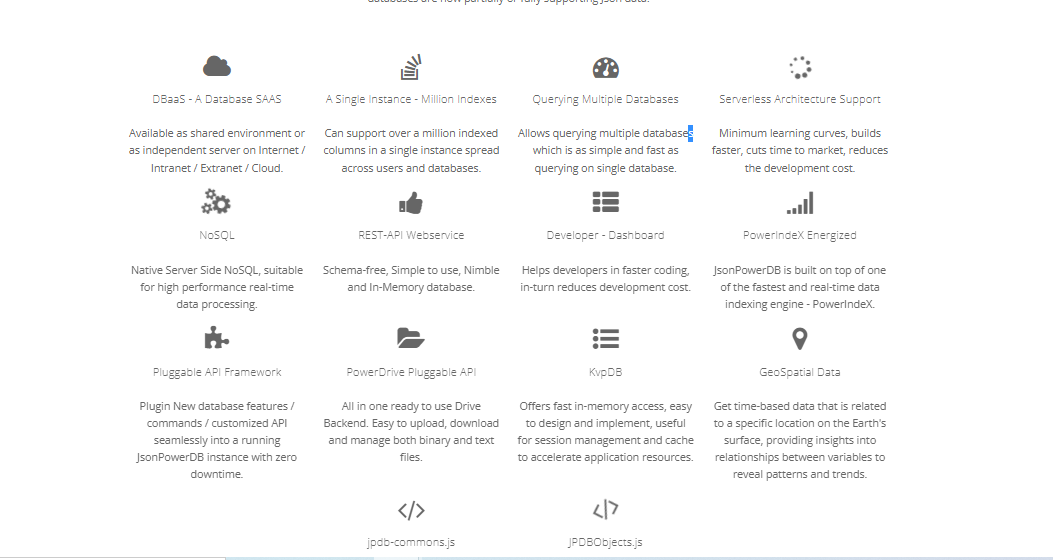 databases are now partially or fully supporting Json data.
DBaaS - A Database SAAS
Available as shared environment or
as independent server on Internet /
Intranet / Extranet / Cloud.
A Single Instance - Million Indexes
Can support over a million indexed
columns in a single instance spread
across users and databases.
Querying Multiple Databases
Allows querying multiple databases
which is as simple and fast as
querying on single database.
Serverless Architecture Support
Minimum learning curves, builds
faster, cuts time to market, reduces
the development cost.
NoSQL
Native Server Side NoSQL, suitable
for high performance real-time
data processing.
REST-API Webservice
Schema-free, Simple to use, Nimble
and In-Memory database.
Developer - Dashboard
Helps developers in faster coding,
in-turn reduces development cost.
PowerIndeX Energized
JsonPowerDB is built on top of one
of the fastest and real-time data
indexing engine - PowerIndeX.
Pluggable API Framework
Plugin New database features /
commands / customized API
seamlessly into a running
JsonPowerDB instance with zero
downtime.
PowerDrive Pluggable API
All in one ready to use Drive
Backend. Easy to upload, download
and manage both binary and text
files.
KvpDB
Offers fast in-memory access, easy
to design and implement, useful
for session management and cache
to accelerate application resources.
GeoSpatial Data
Get time-based data that is related
to a specific location on the Earth's
surface, providing insights into
relationships between variables to
reveal patterns and trends.
jpdb-commons.js
JPDBObjects.js